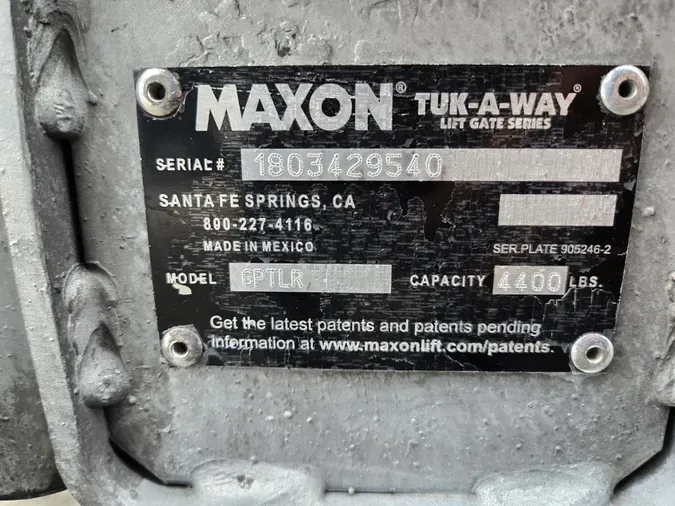 MAXON® TUK-A-WAY®
LIFT GATE SERIES
SERIAL# 1803429540
SANTA FE SPRINGS, CA
800-227-4116
MADE IN MEXICO
SER.PLATE 905246-2
MODEL GPTLR CAPACITY 4400 LBS.
Get the latest patents and patents pending
information at www.maxonlift.com/patents.